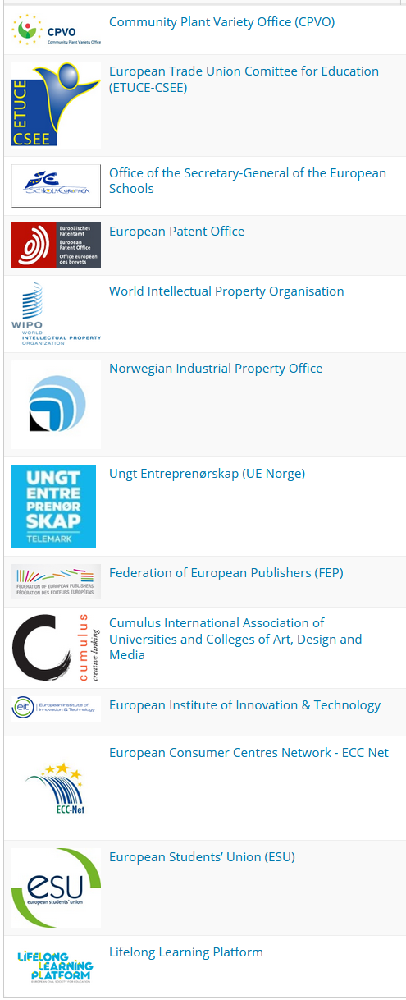 CPVO
Community Plant Variety Office
Community Plant Variety Office (CPVO)
ETUCE
CSEE
European Trade Union Comittee for Education
(ETUCE-CSEE)
SCHOLA EUROPAEA
Office of the Secretary-General of the European
Schools
Europäisches
Patentamt
European
Patent Office
Office européen
des brevets
European Patent Office
WIPO
WORLD
INTELLECTUAL PROPERTY
ORGANIZATION
World Intellectual Property Organisation
Norwegian Industrial Property Office
UNGT
ENTRE
PRENØR
SKAP
TELEMARK
Ungt Entreprenørskap (UE Norge)
FEDERATION OF EUROPEAN PUBLISHERS
FÉDÉRATION DES ÉDITEURS EUROPÉENS
Federation of European Publishers (FEP)
cumulus
creative linking
Cumulus International Association of
Universities and Colleges of Art, Design and
Media
eit
European Institute of
Innovation & Technology
European Institute of Innovation & Technology
ECC-Net
European Consumer Centres Network - ECC Net
esu
european students' union
European Students’ Union (ESU)
LIFELONG
LEARNING
PLATFORM
Lifelong Learning Platform